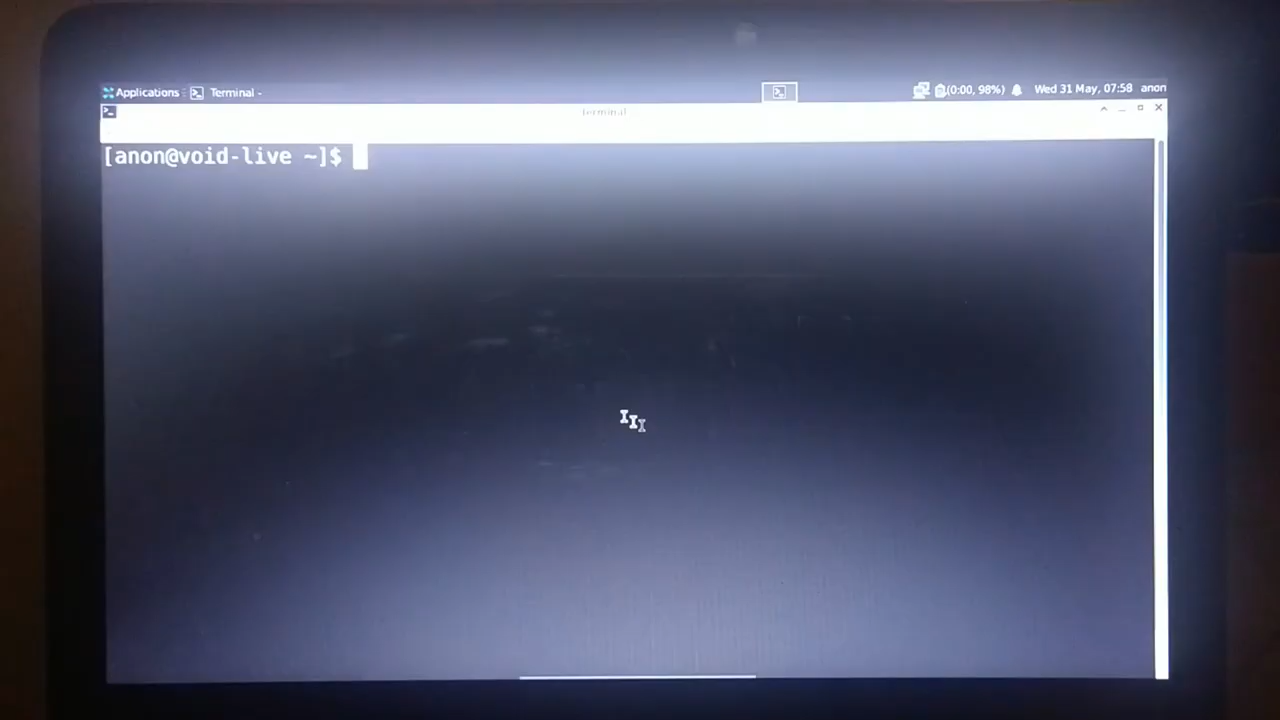 Applications Terminal - (0:00, 98%) Wed 31 May, 07:58 anon
Terminal
[anon@void-live ~]$